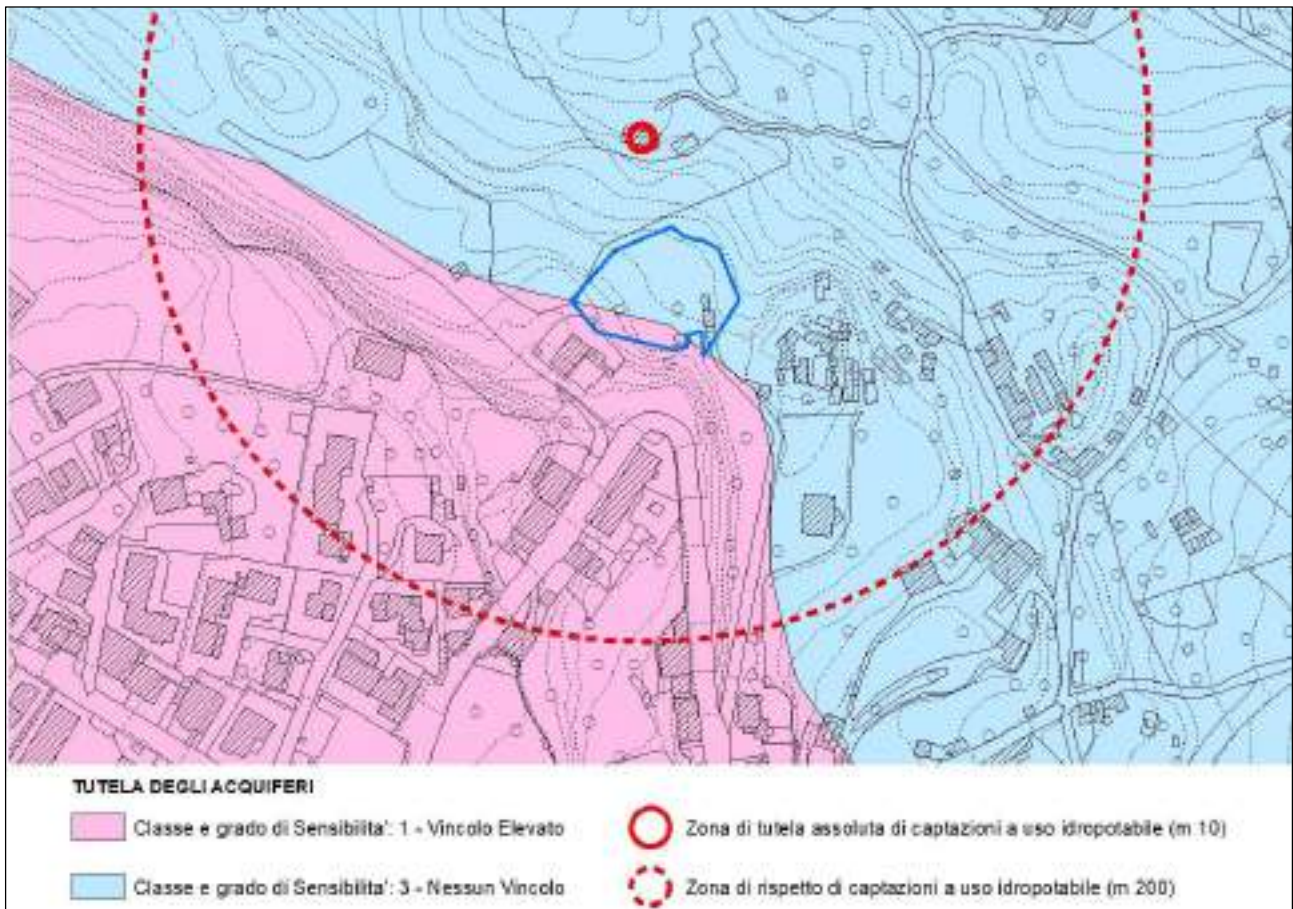 TUTELA DEGLI ACQUIFERI
Classe e grado di Sensibilita': 1 - Vincolo Elevato
Zona di tutela assoluta di captazioni a uso idropotabile (m 10)
Classe e grado di Sensibilita': 3 - Nessun Vincolo
Zona di rispetto di captazioni a uso idropotabile (m 200)